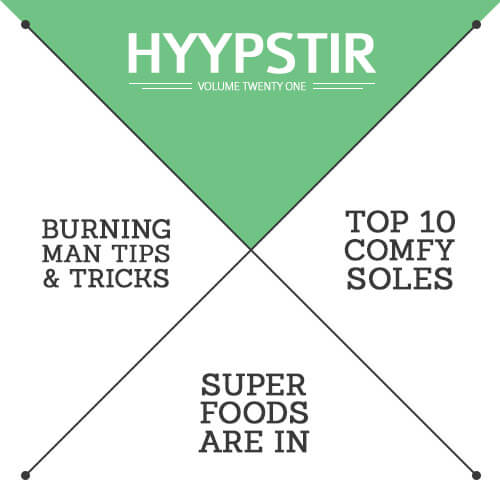 HYYPSTIR
VOLUME TWENTY ONE
BURNING
MAN TIPS
& TRICKS
TOP 10
COMFY
SOLES
SUPER
FOODS
ARE IN